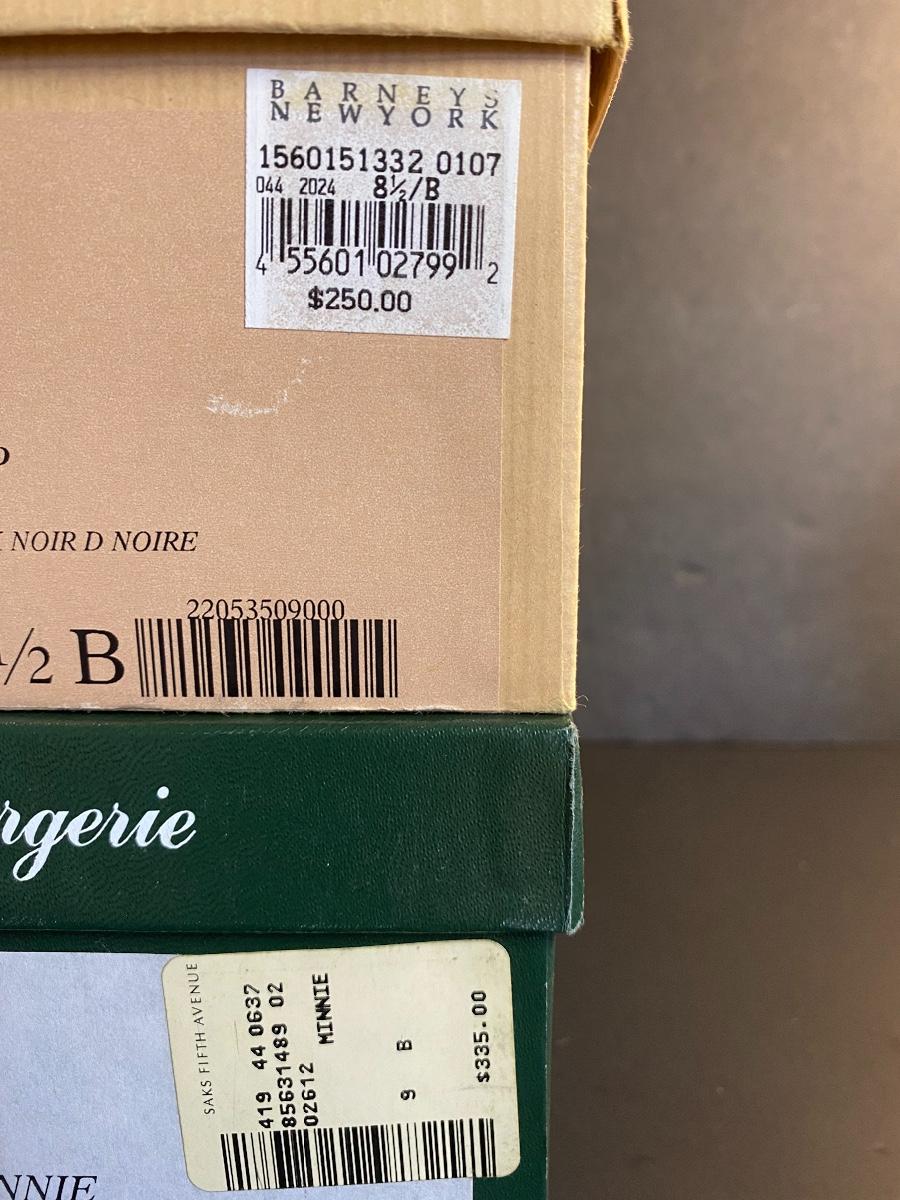 BARNEYS
NEW YORK
1560151332 0107
044 2024 8½/B
4 55601 02799 2
$250.00
P
NOIR D NOIRE
22053509000
/2 B
rgerie
SAKS FIFTH AVENUE
419 44 0637
85631489 02
02612 MINNIE
9 B
$335.00
NNIE